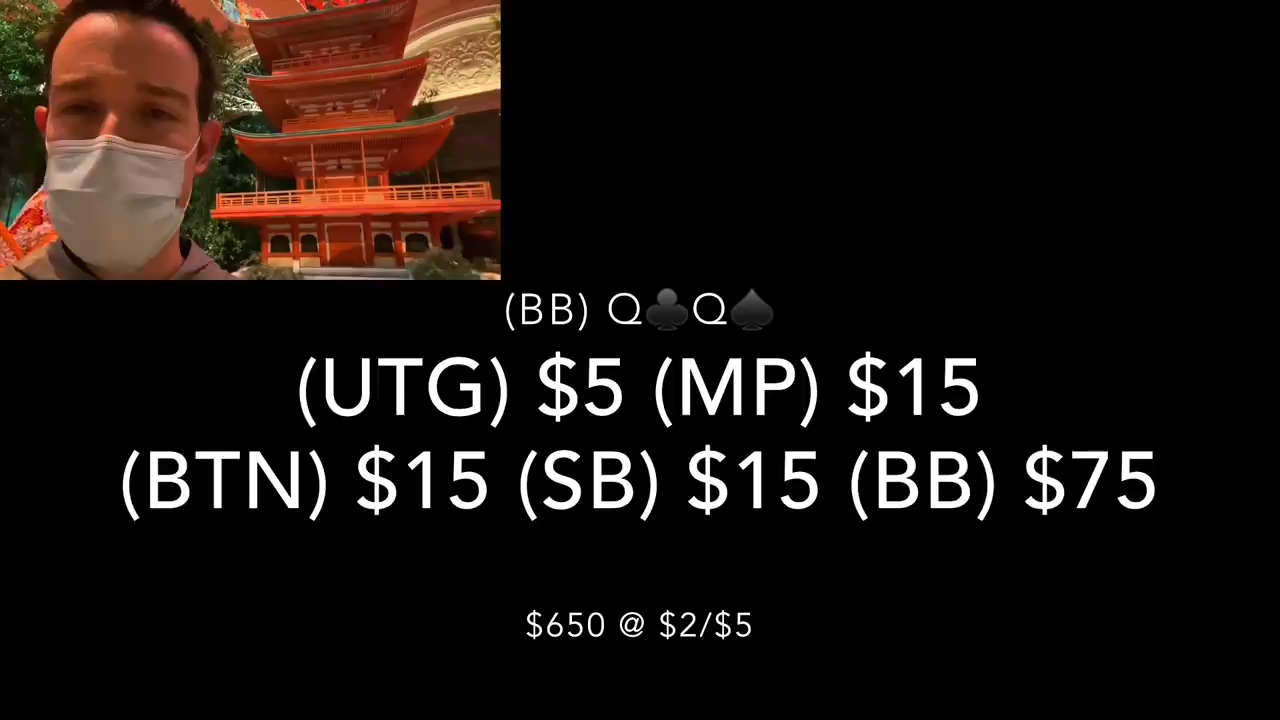 (BB) Q♣Q♠
(UTG) $5 (MP) $15
(BTN) $15 (SB) $15 (BB) $75
$650 @ $2/$5